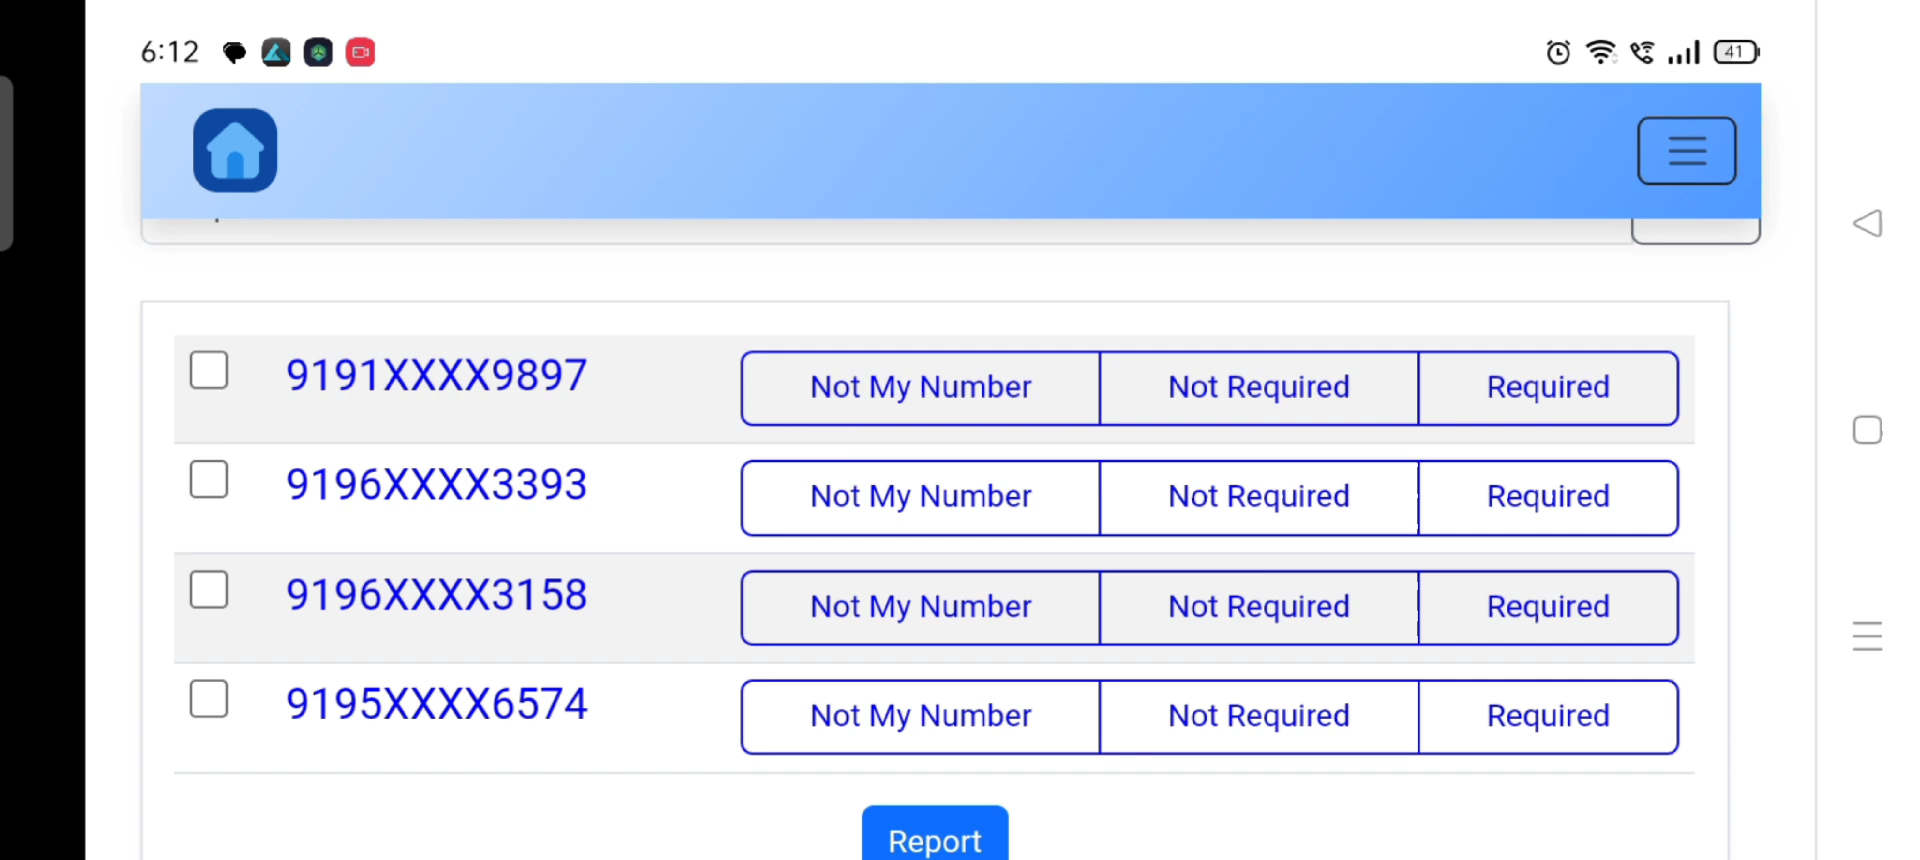 6:12 41
9191XXXX9897 Not My Number Not Required Required
9196XXXX3393 Not My Number Not Required Required
9196XXXX3158 Not My Number Not Required Required
9195XXXX6574 Not My Number Not Required Required
Report